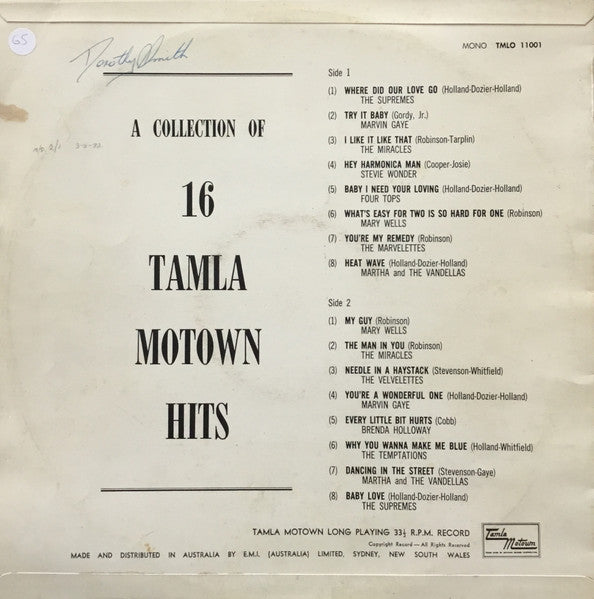 65
Dorothy Smith
MONO TMLO 11001
A COLLECTION OF
16
TAMLA
MOTOWN
HITS
Side 1
(1) WHERE DID OUR LOVE GO (Holland-Dozier-Holland)
THE SUPREMES
(2) TRY IT BABY (Gordy, Jr.)
MARVIN GAYE
(3) I LIKE IT LIKE THAT (Robinson-Tarplin)
THE MIRACLES
(4) HEY HARMONICA MAN (Cooper-Josie)
STEVIE WONDER
(5) BABY I NEED YOUR LOVING (Holland-Dozier-Holland)
FOUR TOPS
(6) WHAT'S EASY FOR TWO IS SO HARD FOR ONE (Robinson)
MARY WELLS
(7) YOU'RE MY REMEDY (Robinson)
THE MARVELETTES
(8) HEAT WAVE (Holland-Dozier-Holland)
MARTHA and THE VANDELLAS
Side 2
(1) MY GUY (Robinson)
MARY WELLS
(2) THE MAN IN YOU (Robinson)
THE MIRACLES
(3) NEEDLE IN A HAYSTACK (Stevenson-Whitfield)
THE VELVELETTES
(4) YOU'RE A WONDERFUL ONE (Holland-Dozier-Holland)
MARVIN GAYE
(5) EVERY LITTLE BIT HURTS (Cobb)
BRENDA HOLLOWAY
(6) WHY YOU WANNA MAKE ME BLUE (Holland-Whitfield)
THE TEMPTATIONS
(7) DANCING IN THE STREET (Stevenson-Gaye)
MARTHA and THE VANDELLAS
(8) BABY LOVE (Holland-Dozier-Holland)
THE SUPREMES
TAMLA MOTOWN LONG PLAYING 33⅓ R.P.M. RECORD
Copyright Record — All Rights Reserved
MADE AND DISTRIBUTED IN AUSTRALIA BY E.M.I. (AUSTRALIA) LIMITED, SYDNEY, NEW SOUTH WALES
Tamla
Motown